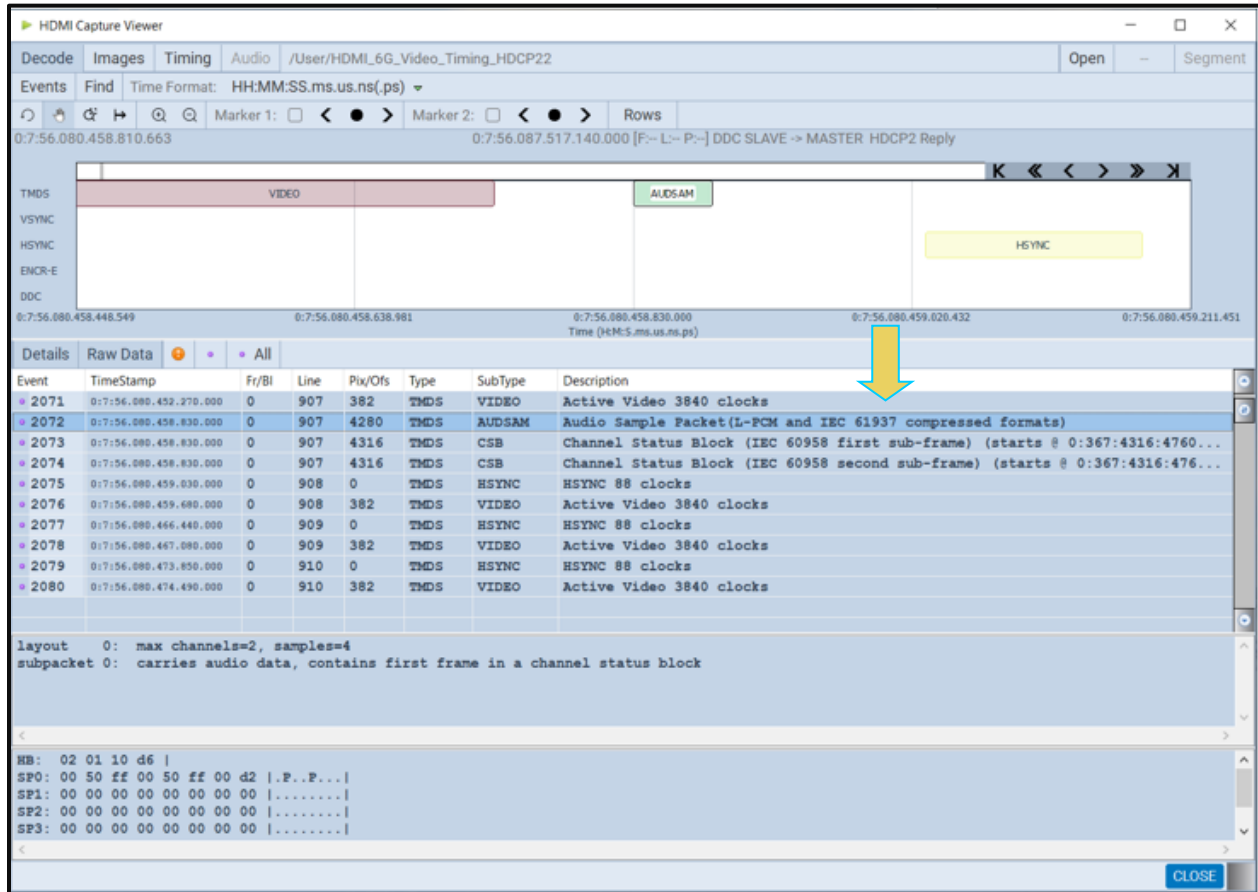 HDMI Capture Viewer
Decode Images Timing Audio /User/HDMI_6G_Video_Timing_HDCP22 Open -- Segment
Events Find Time Format: HH:MM:SS.ms.us.ns(.ps)
Marker 1: Marker 2: Rows
0:7:56.080.458.810.663 0:7:56.087.517.140.000 [F:-- L:-- P:--] DDC SLAVE -> MASTER HDCP2 Reply
TMDS VIDEO AUDSAM
VSYNC
HSYNC HSYNC
ENCR-E
DDC
0:7:56.080.458.448.549 0:7:56.080.458.638.981 0:7:56.080.458.830.000 0:7:56.080.459.020.432 0:7:56.080.459.211.451
Time (H:M:S.ms.us.ns.ps)
Details Raw Data All
Event TimeStamp Fr/Bl Line Pix/Ofs Type SubType Description
2071 0:7:56.080.452.270.000 0 907 382 TMDS VIDEO Active Video 3840 clocks
2072 0:7:56.080.458.830.000 0 907 4280 TMDS AUDSAM Audio Sample Packet(L-PCM and IEC 61937 compressed formats)
2073 0:7:56.080.458.830.000 0 907 4316 TMDS CSB Channel Status Block (IEC 60958 first sub-frame) (starts @ 0:367:4316:4760...
2074 0:7:56.080.458.830.000 0 907 4316 TMDS CSB Channel Status Block (IEC 60958 second sub-frame) (starts @ 0:367:4316:476...
2075 0:7:56.080.459.030.000 0 908 0 TMDS HSYNC HSYNC 88 clocks
2076 0:7:56.080.459.680.000 0 908 382 TMDS VIDEO Active Video 3840 clocks
2077 0:7:56.080.466.440.000 0 909 0 TMDS HSYNC HSYNC 88 clocks
2078 0:7:56.080.467.080.000 0 909 382 TMDS VIDEO Active Video 3840 clocks
2079 0:7:56.080.473.850.000 0 910 0 TMDS HSYNC HSYNC 88 clocks
2080 0:7:56.080.474.490.000 0 910 382 TMDS VIDEO Active Video 3840 clocks
layout 0: max channels=2, samples=4
subpacket 0: carries audio data, contains first frame in a channel status block
HB: 02 01 10 d6 |
SP0: 00 50 ff 00 50 ff 00 d2 |.P..P...|
SP1: 00 00 00 00 00 00 00 00 |........|
SP2: 00 00 00 00 00 00 00 00 |........|
SP3: 00 00 00 00 00 00 00 00 |........|
CLOSE